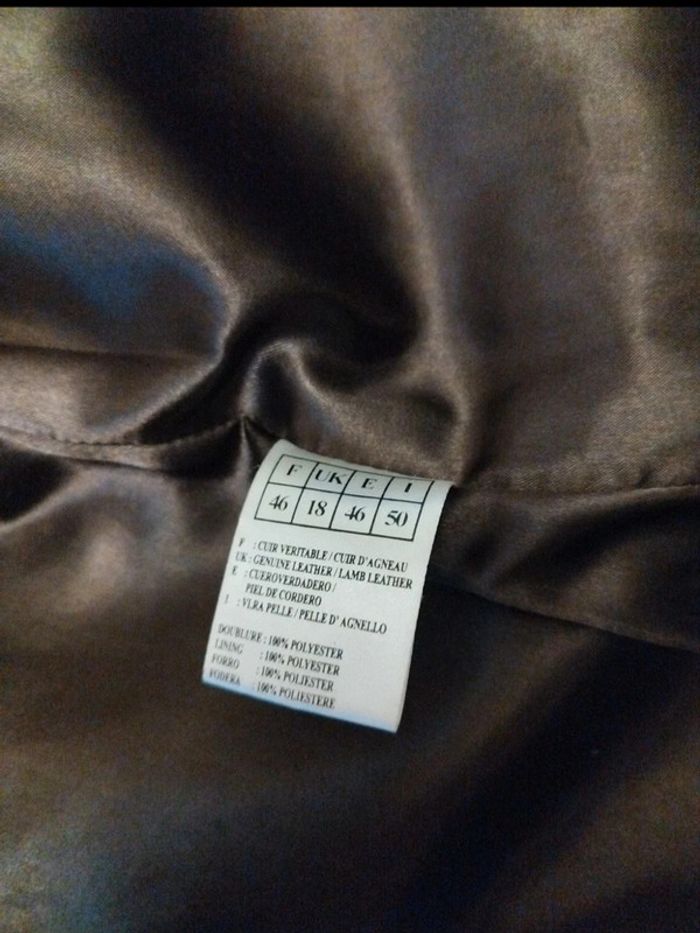 F UK E I
46 18 46 50
F : CUIR VERITABLE / CUIR D'AGNEAU
UK : GENUINE LEATHER / LAMB LEATHER
E : CUEROVERDADERO /
PIEL DE CORDERO
I : VLRA PELLE / PELLE D'AGNELLO
DOUBLURE : 100% POLYESTER
LINING : 100% POLYESTER
FORRO : 100% POLIESTER
FODERA : 100% POLIESTERE